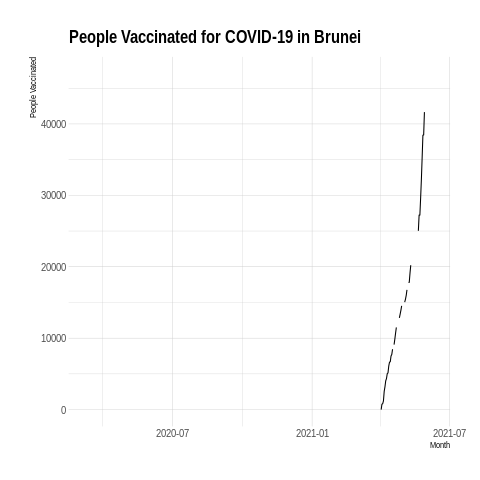 People Vaccinated for COVID-19 in Brunei
People Vaccinated
40000
30000
20000
10000
0
2020-07
2021-01
2021-07
Month